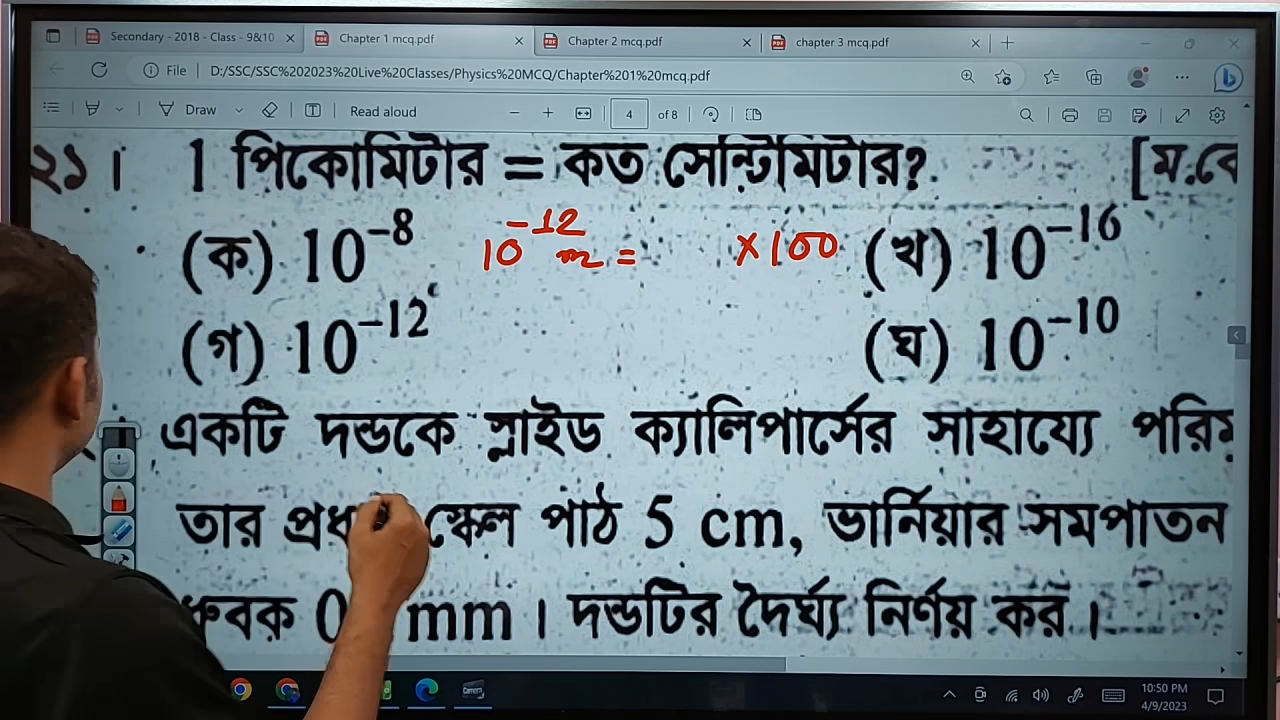 Secondary - 2018 - Class - 9&10
Chapter 1 mcq.pdf
Chapter 2 mcq.pdf
chapter 3 mcq.pdf
File D:/SSC/SSC%202023%20Live%20Classes/Physics%20MCQ/Chapter%201%20mcq.pdf
Draw Read aloud 4 of 8
২১। 1 পিকোমিটার = কত সেন্টিমিটার? [ম.বে
(ক) 10⁻⁸ 10⁻¹² m = ×100 (খ) 10⁻¹⁶
(গ) 10⁻¹² (ঘ) 10⁻¹⁰
একটি দন্ডকে স্লাইড ক্যালিপার্সের সাহায্যে
তার স্কেল পাঠ 5 cm, ভার্নিয়ার সমপাতন
ধ্রুবক 0 mm। দন্ডটির দৈর্ঘ্য নির্ণয় কর।
10:50 PM
4/9/2023